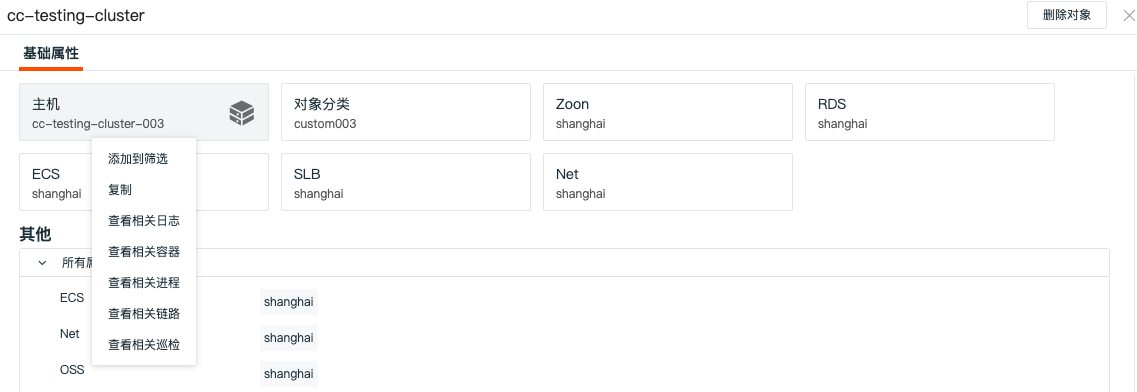 cc-testing-cluster
删除对象
基础属性
主机
cc-testing-cluster-003
对象分类
custom003
Zoon
shanghai
RDS
shanghai
ECS
shanghai
SLB
shanghai
Net
shanghai
添加到筛选
复制
查看相关日志
查看相关容器
查看相关进程
查看相关链路
查看相关巡检
其他
所有
ECS
shanghai
Net
shanghai
OSS
shanghai